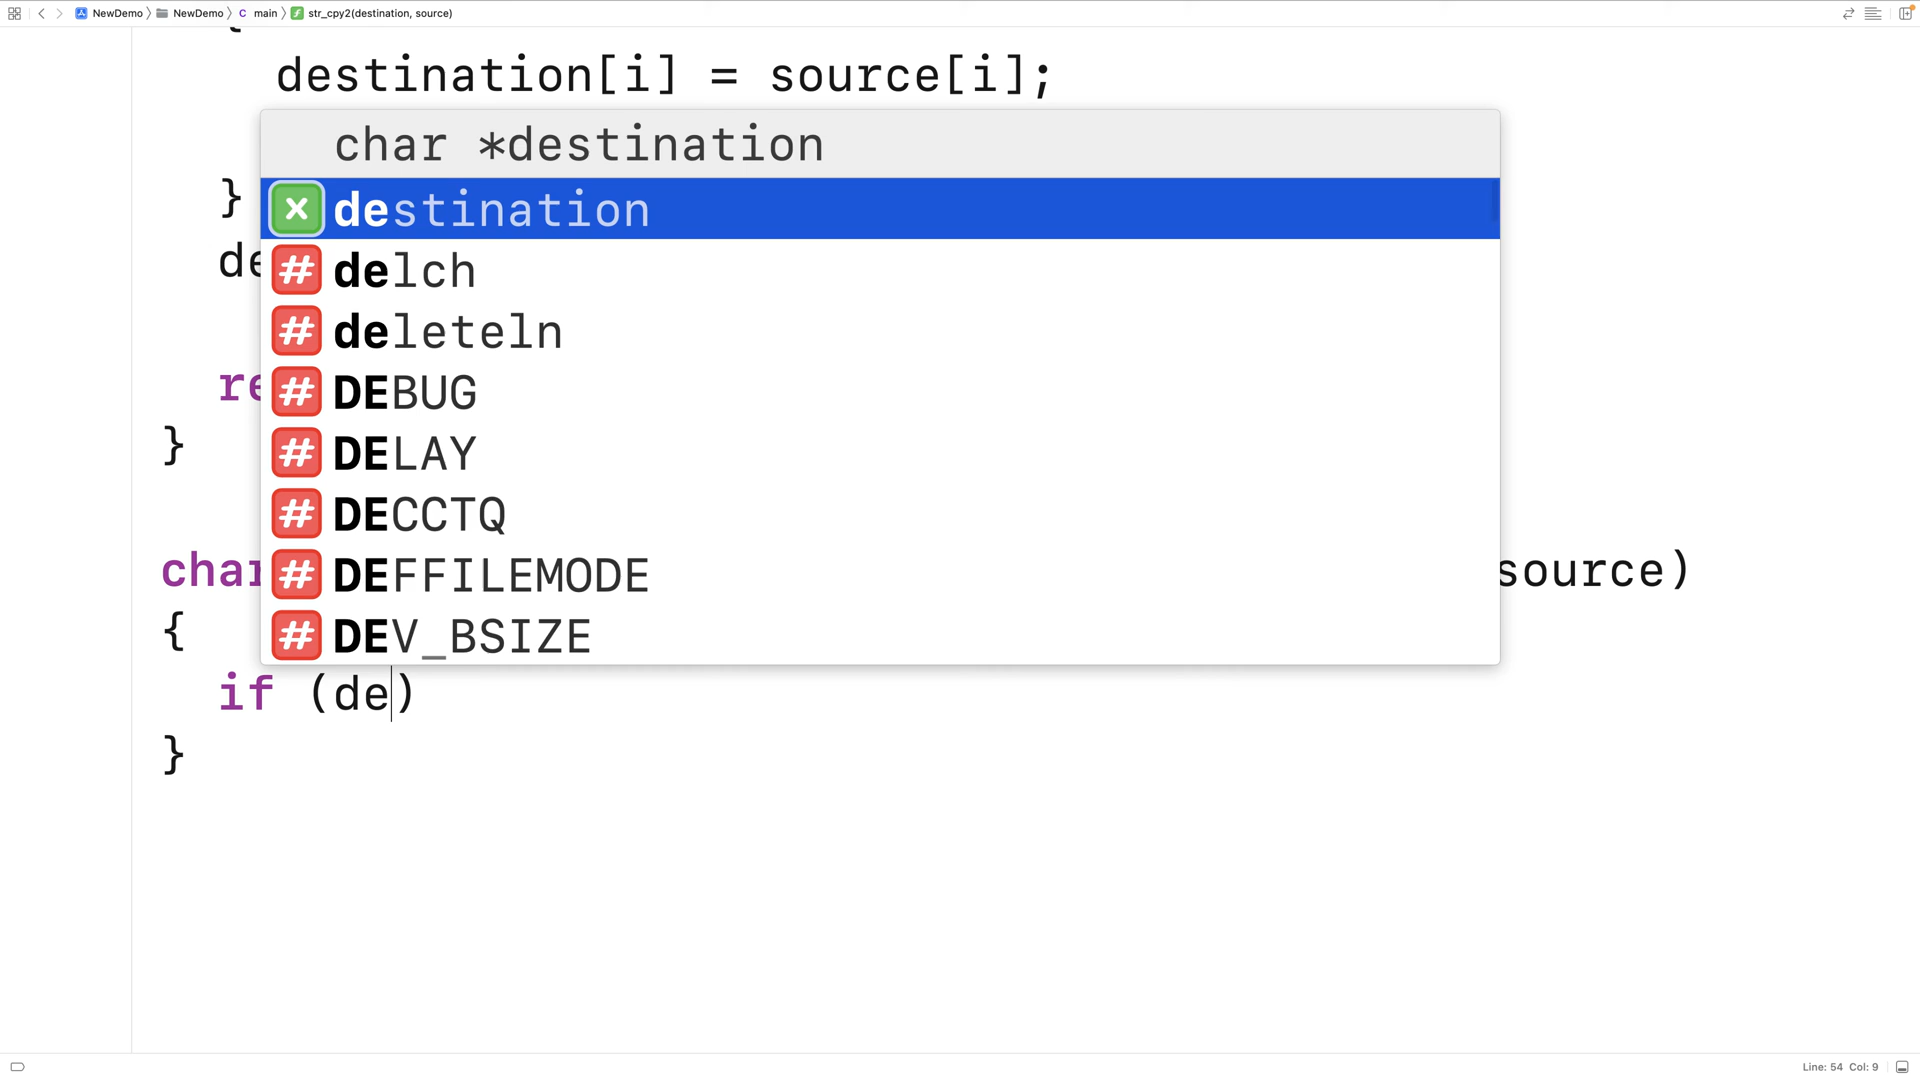 NewDemo 〉 NewDemo 〉 C main 〉 f str_cpy2(destination, source)
{
destination[i] = source[i];
char *destination
}
destination
de
delch
deleteln
re
DEBUG
}
DELAY
DECCTQ
char
DEFFILEMODE
source)
{
DEV_BSIZE
if (de)
}
Line: 54 Col: 9